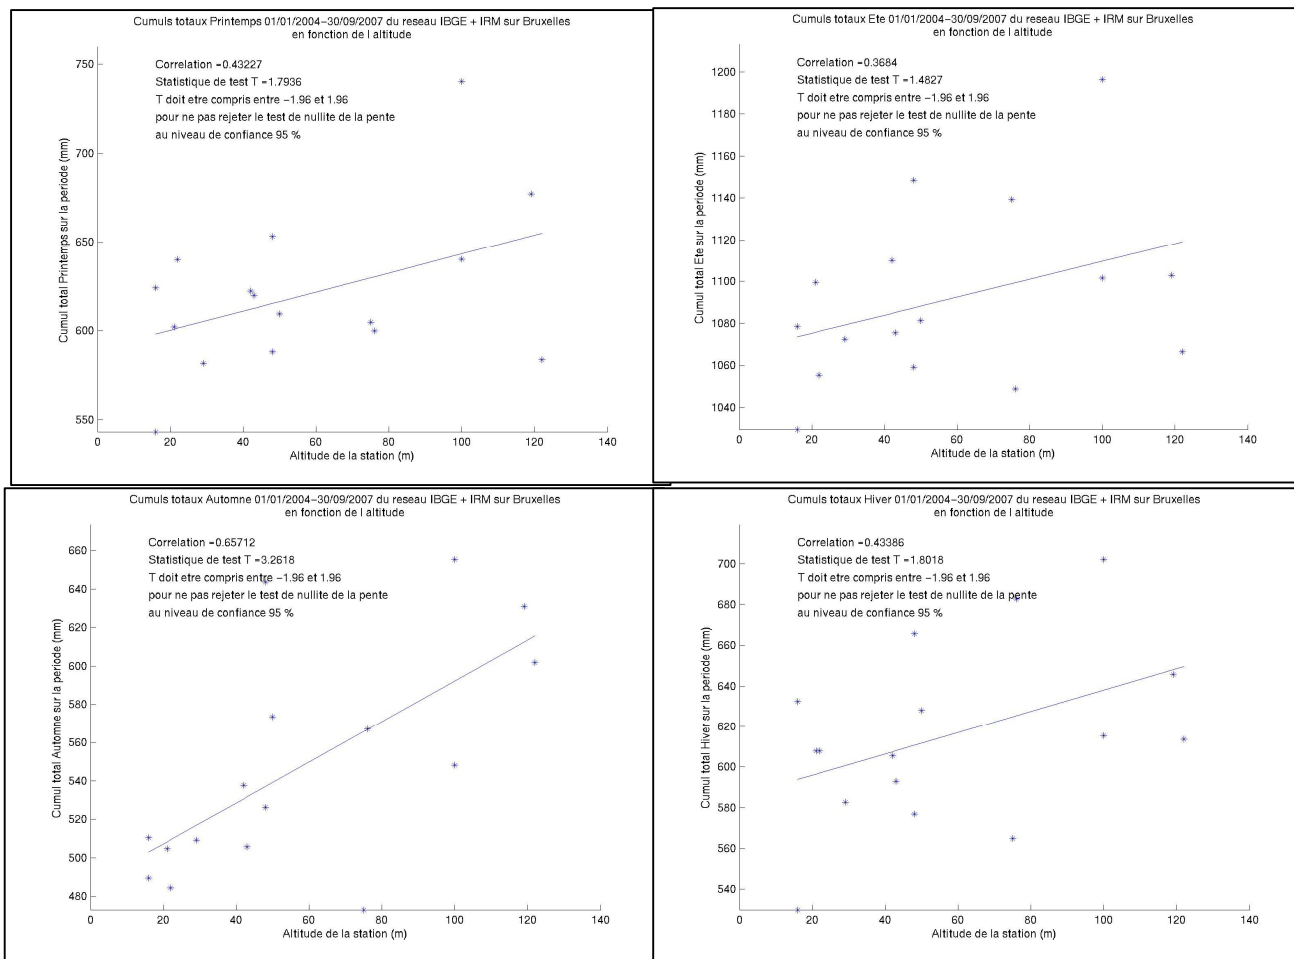 Cumuls totaux Printemps 01/01/2004−30/09/2007 du reseau IBGE + IRM sur Bruxelles
en fonction de l altitude
Correlation =0.43227
Statistique de test T =1.7936
T doit etre compris entre −1.96 et 1.96
pour ne pas rejeter le test de nullite de la pente
au niveau de confiance 95 %
Cumul total Printemps sur la periode (mm)
750
700
650
600
550
0 20 40 60 80 100 120 140
Altitude de la station (m)
Cumuls totaux Ete 01/01/2004−30/09/2007 du reseau IBGE + IRM sur Bruxelles
en fonction de l altitude
Correlation =0.3684
Statistique de test T =1.4827
T doit etre compris entre −1.96 et 1.96
pour ne pas rejeter le test de nullite de la pente
au niveau de confiance 95 %
Cumul total Ete sur la periode (mm)
1200
1160
1120
1080
1060
1040
0 20 40 60 80 100 120 140
Altitude de la station (m)
Cumuls totaux Automne 01/01/2004−30/09/2007 du reseau IBGE + IRM sur Bruxelles
en fonction de l altitude
Correlation =0.65712
Statistique de test T =3.2618
T doit etre compris entre −1.96 et 1.96
pour ne pas rejeter le test de nullite de la pente
au niveau de confiance 95 %
Cumul total Automne sur la periode (mm)
660
640
620
600
580
560
540
520
500
480
0 20 40 60 80 100 120 140
Altitude de la station (m)
Cumuls totaux Hiver 01/01/2004−30/09/2007 du reseau IBGE + IRM sur Bruxelles
en fonction de l altitude
Correlation =0.43386
Statistique de test T =1.8018
T doit etre compris entre −1.96 et 1.96
pour ne pas rejeter le test de nullite de la pente
au niveau de confiance 95 %
Cumul total Hiver sur la periode (mm)
700
680
660
640
620
600
580
560
540
0 20 40 60 80 100 120 140
Altitude de la station (m)